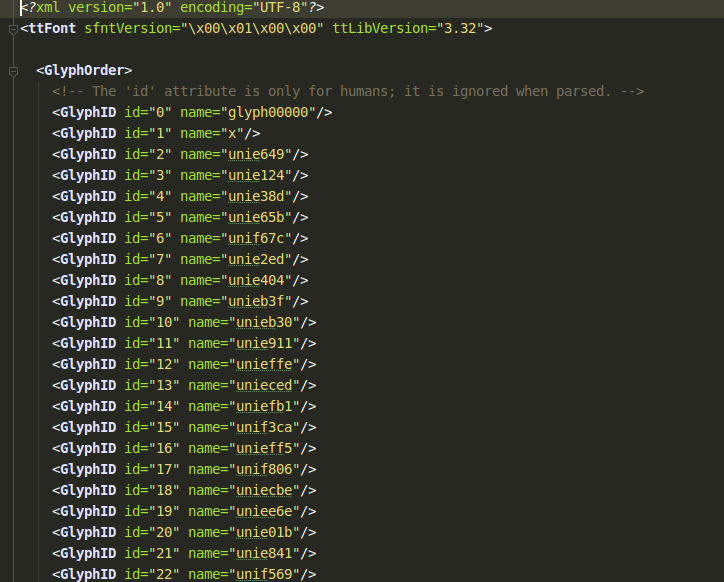 <?xml version="1.0" encoding="UTF-8"?>
<ttFont sfntVersion="\x00\x01\x00\x00" ttLibVersion="3.32">
<GlyphOrder>
<!-- The 'id' attribute is only for humans; it is ignored when parsed. -->
<GlyphID id="0" name="glyph00000"/>
<GlyphID id="1" name="x"/>
<GlyphID id="2" name="unie649"/>
<GlyphID id="3" name="unie124"/>
<GlyphID id="4" name="unie38d"/>
<GlyphID id="5" name="unie65b"/>
<GlyphID id="6" name="unif67c"/>
<GlyphID id="7" name="unie2ed"/>
<GlyphID id="8" name="unie404"/>
<GlyphID id="9" name="unieb3f"/>
<GlyphID id="10" name="unieb30"/>
<GlyphID id="11" name="unie911"/>
<GlyphID id="12" name="unieffe"/>
<GlyphID id="13" name="unieced"/>
<GlyphID id="14" name="uniefb1"/>
<GlyphID id="15" name="unif3ca"/>
<GlyphID id="16" name="unieff5"/>
<GlyphID id="17" name="unif806"/>
<GlyphID id="18" name="uniecbe"/>
<GlyphID id="19" name="uniee6e"/>
<GlyphID id="20" name="unie01b"/>
<GlyphID id="21" name="unie841"/>
<GlyphID id="22" name="unif569"/>